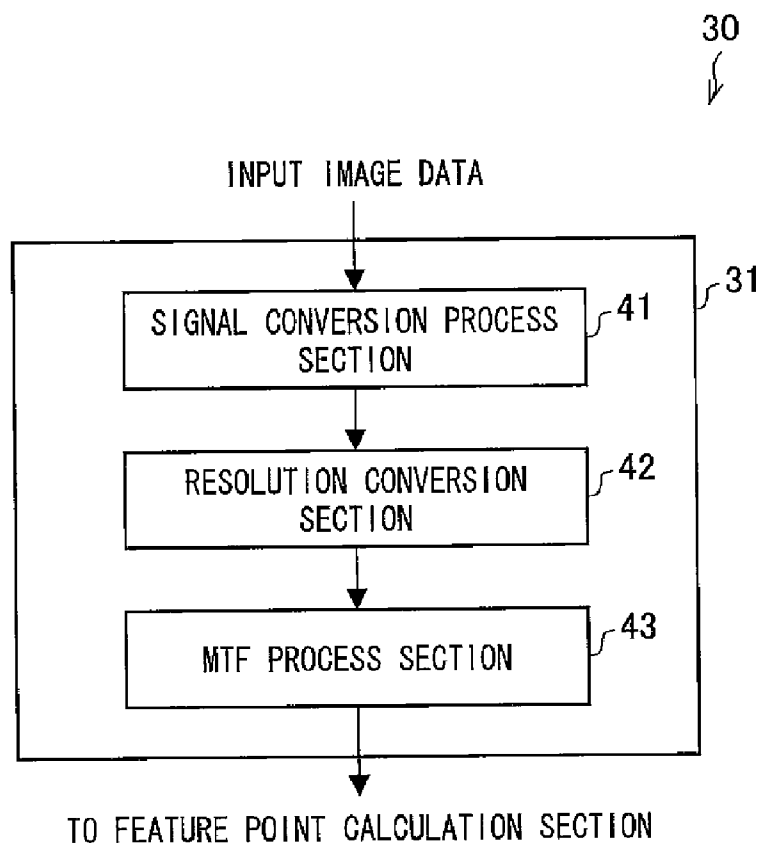 30
INPUT IMAGE DATA
31
SIGNAL CONVERSION PROCESS
SECTION
41
RESOLUTION CONVERSION
SECTION
42
MTF PROCESS SECTION
43
TO FEATURE POINT CALCULATION SECTION